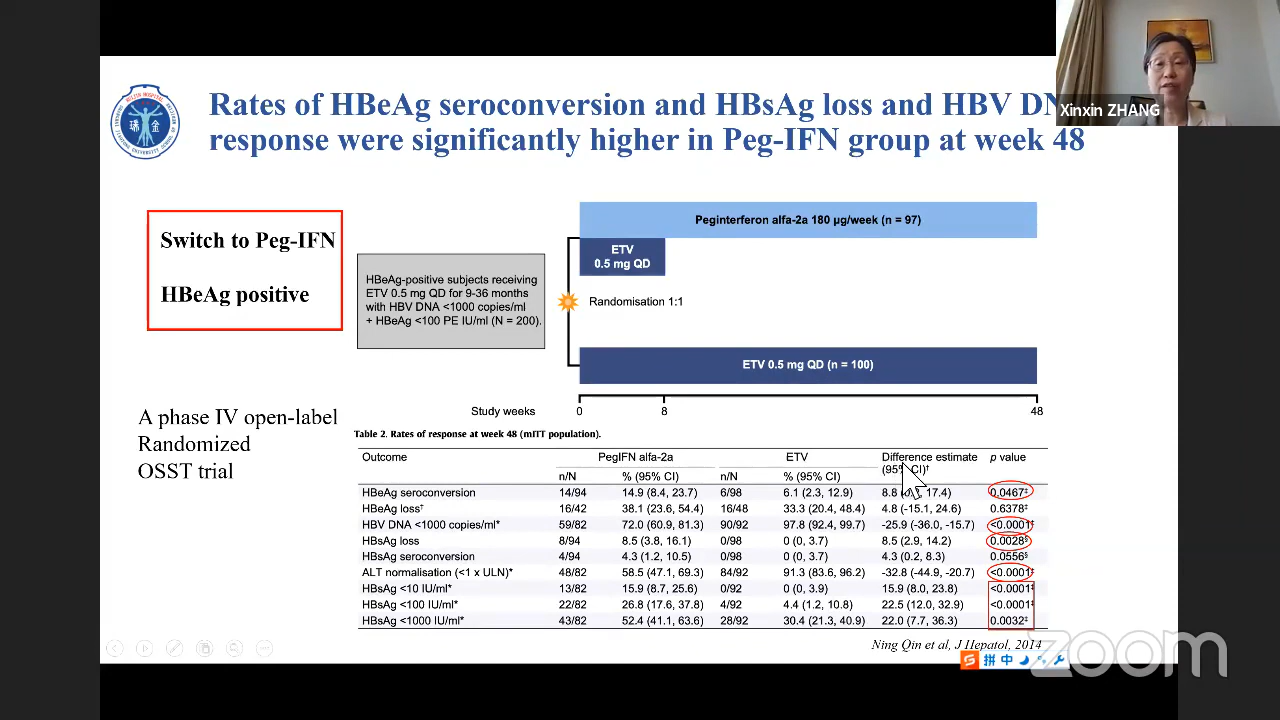 Xinxin ZHANG
Rates of HBeAg seroconversion and HBsAg loss and HBV DN
response were significantly higher in Peg-IFN group at week 48
Switch to Peg-IFN
HBeAg positive
A phase IV open-label
Randomized
OSST trial
HBeAg-positive subjects receiving
ETV 0.5 mg QD for 9-36 months
with HBV DNA <1000 copies/ml
+ HBeAg <100 PE IU/ml (N = 200).
Peginterferon alfa-2a 180 µg/week (n = 97)
ETV
0.5 mg QD
Randomisation 1:1
ETV 0.5 mg QD (n = 100)
Study weeks 0 8 48
Table 2. Rates of response at week 48 (mITT population).
Outcome PegIFN alfa-2a ETV Difference estimate p value
(95% CI)†
n/N % (95% CI) n/N % (95% CI)
HBeAg seroconversion 14/94 14.9 (8.4, 23.7) 6/98 6.1 (2.3, 12.9) 8.8 17.4) 0.0467‡
HBeAg loss† 16/42 38.1 (23.6, 54.4) 16/48 33.3 (20.4, 48.4) 4.8 (-15.1, 24.6) 0.6378‡
HBV DNA <1000 copies/ml* 59/82 72.0 (60.9, 81.3) 90/92 97.8 (92.4, 99.7) -25.9 (-36.0, -15.7) <0.0001‡
HBsAg loss 8/94 8.5 (3.8, 16.1) 0/98 0 (0, 3.7) 8.5 (2.9, 14.2) 0.0028§
HBsAg seroconversion 4/94 4.3 (1.2, 10.5) 0/98 0 (0, 3.7) 4.3 (0.2, 8.3) 0.0556§
ALT normalisation (<1 x ULN)* 48/82 58.5 (47.1, 69.3) 84/92 91.3 (83.6, 96.2) -32.8 (-44.9, -20.7) <0.0001‡
HBsAg <10 IU/ml* 13/82 15.9 (8.7, 25.6) 0/92 0 (0, 3.9) 15.9 (8.0, 23.8) <0.0001‡
HBsAg <100 IU/ml* 22/82 26.8 (17.6, 37.8) 4/92 4.4 (1.2, 10.8) 22.5 (12.0, 32.9) <0.0001‡
HBsAg <1000 IU/ml* 43/82 52.4 (41.1, 63.6) 28/92 30.4 (21.3, 40.9) 22.0 (7.7, 36.3) 0.0032‡
Ning Qin et al, J Hepatol, 2014
拼 中
zoom